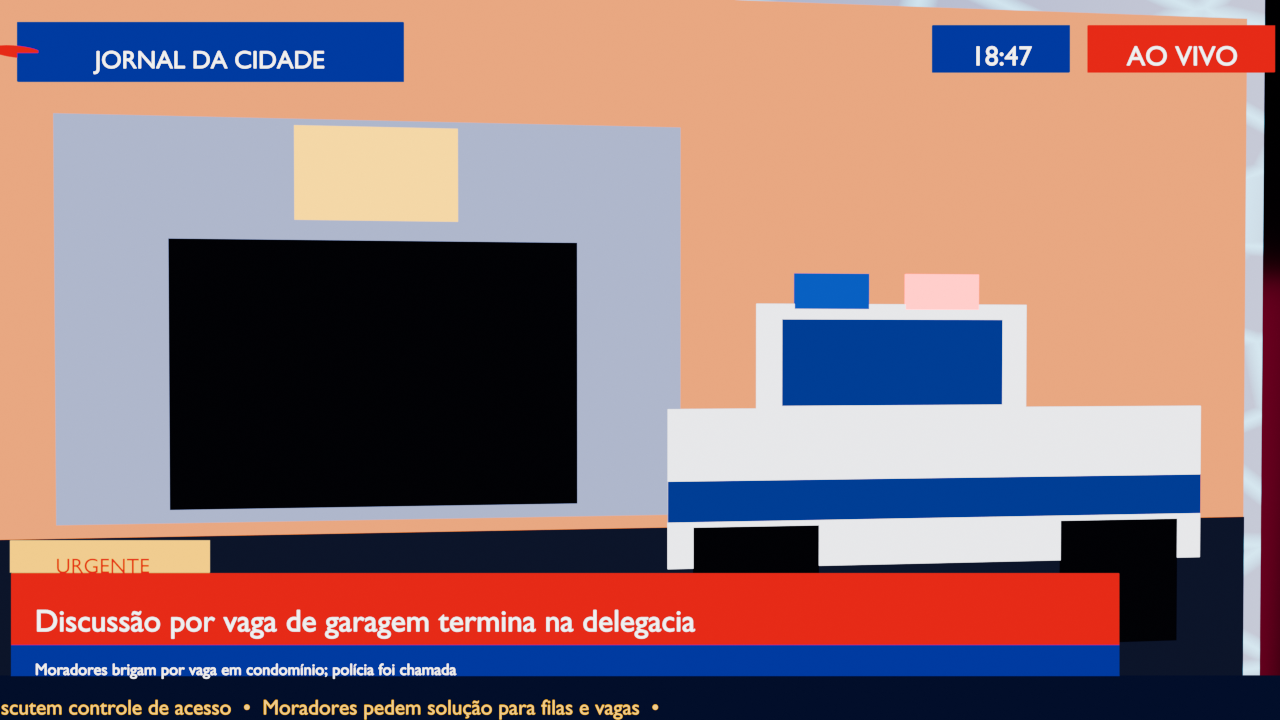 JORNAL DA CIDADE
18:47
AO VIVO
URGENTE
Discussão por vaga de garagem termina na delegacia
Moradores brigam por vaga em condomínio; polícia foi chamada
scutem controle de acesso • Moradores pedem solução para filas e vagas •